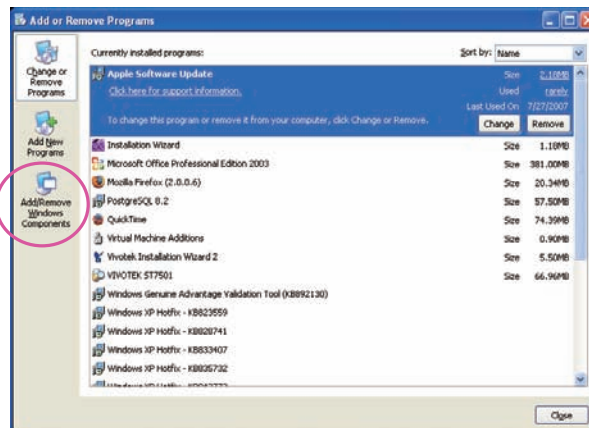 Add or Remove Programs
Change or
Remove
Programs
Add New
Programs
Add/Remove
Windows
Components
Currently installed programs:
Sort by: Name
Apple Software Update
Size 2.18MB
Click here for support information.
Used rarely
Last Used On 7/27/2007
To change this program or remove it from your computer, click Change or Remove.
Change
Remove
Installation Wizard Size 1.18MB
Microsoft Office Professional Edition 2003 Size 381.00MB
Mozilla Firefox (2.0.0.6) Size 20.34MB
PostgreSQL 8.2 Size 57.50MB
QuickTime Size 74.39MB
Virtual Machine Additions Size 0.90MB
Vivotek Installation Wizard 2 Size 5.50MB
VIVOTEK ST7501 Size 66.96MB
Windows Genuine Advantage Validation Tool (KB892130)
Windows XP Hotfix - KB823559
Windows XP Hotfix - KB828741
Windows XP Hotfix - KB833407
Windows XP Hotfix - KB835732
Close